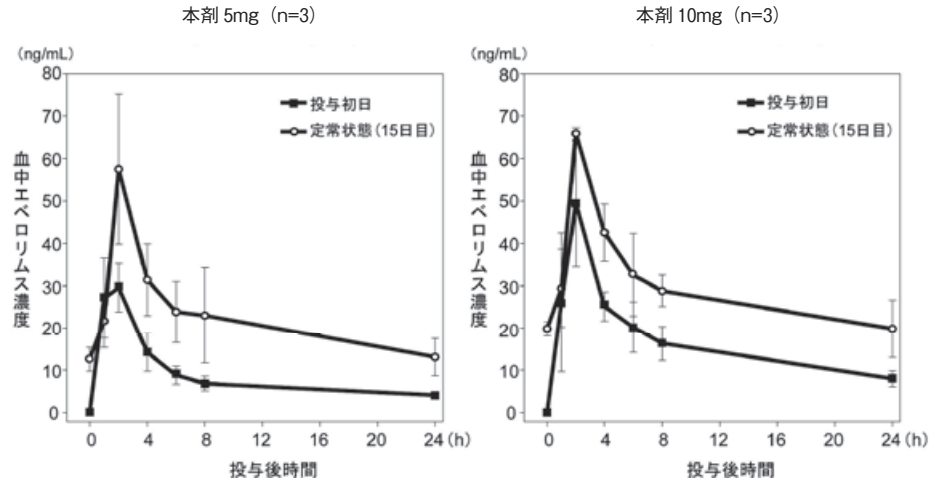 本剤 5mg（n=3）
（ng/mL）
80
70
60
50
40
30
20
10
0
血中エベロリムス濃度
投与初日
定常状態（15日目）
0 4 8 12 16 20 24（h）
投与後時間
本剤 10mg（n=3）
（ng/mL）
80
70
60
50
40
30
20
10
0
血中エベロリムス濃度
投与初日
定常状態（15日目）
0 4 8 12 16 20 24（h）
投与後時間